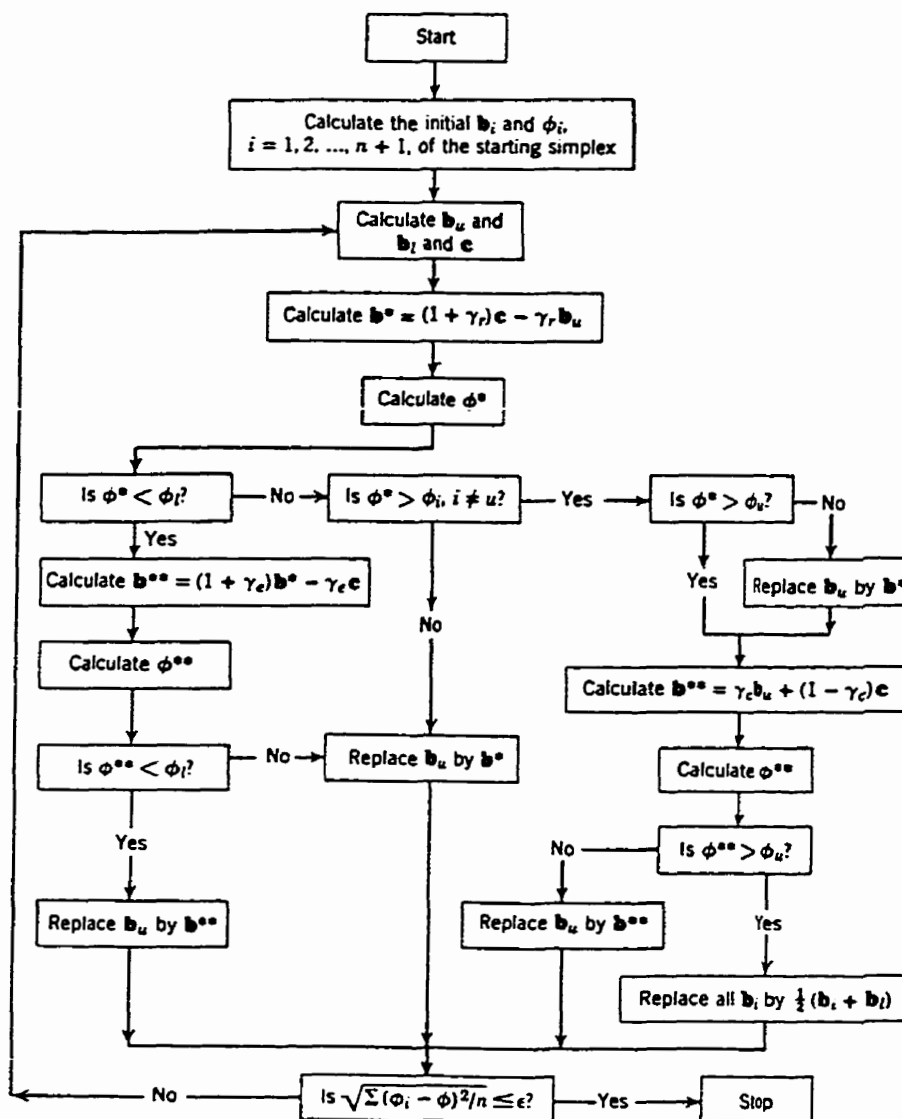 Start
Calculate the initial b_i and ϕ_i,
i = 1, 2, ..., n + 1, of the starting simplex
Calculate b_u and
b_l and c
Calculate b* = (1 + γ_r)c − γ_r b_u
Calculate ϕ*
Is ϕ* < ϕ_l?
No
Is ϕ* > ϕ_i, i ≠ u?
Yes
Is ϕ* > ϕ_u?
No
Yes
Calculate b** = (1 + γ_e)b* − γ_e c
Yes
Replace b_u by b*
No
Calculate ϕ**
Calculate b** = γ_c b_u + (1 − γ_c)c
Is ϕ** < ϕ_l?
No
Replace b_u by b*
Calculate ϕ**
Yes
No
Is ϕ** > ϕ_u?
Replace b_u by b**
Replace b_u by b**
Yes
Replace all b_i by ½(b_i + b_l)
No
Is √Σ(ϕ_i − ϕ)²/n ≤ ε?
Yes
Stop